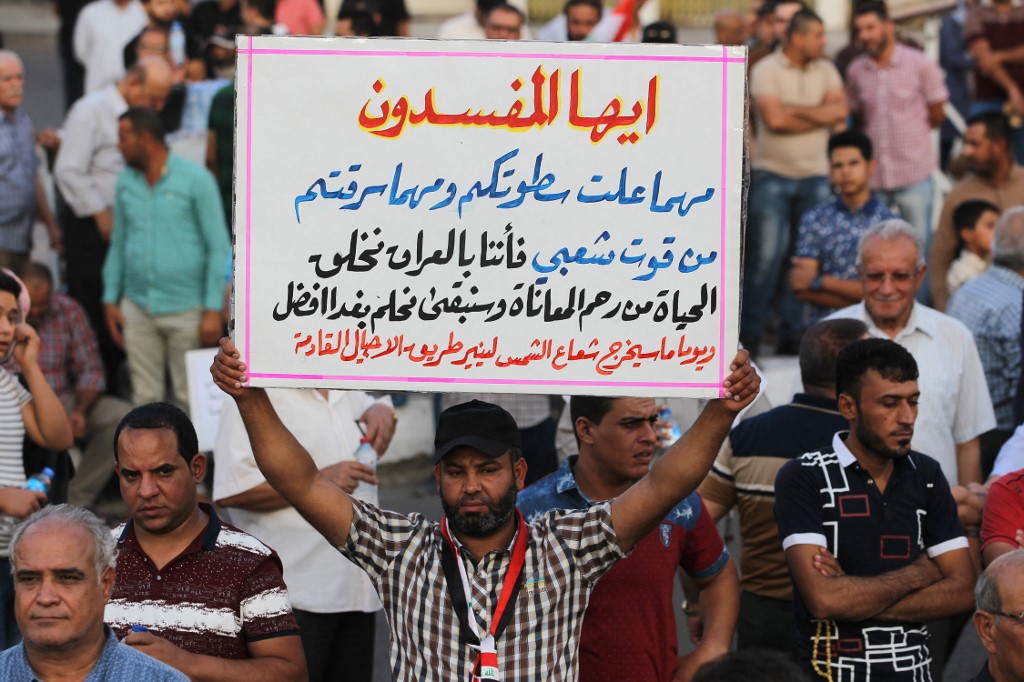 ايها المفسدون
مهما علت سطوتكم ومهما سرقتم
من قوت شعبي فأننا بالعراق نخلق
الحياة من رحم المعاناة وسنبقى نحلم بغدا افضل
ويوما ما سيخرج شعاع الشمس لينير طريق الاجيال القادمة